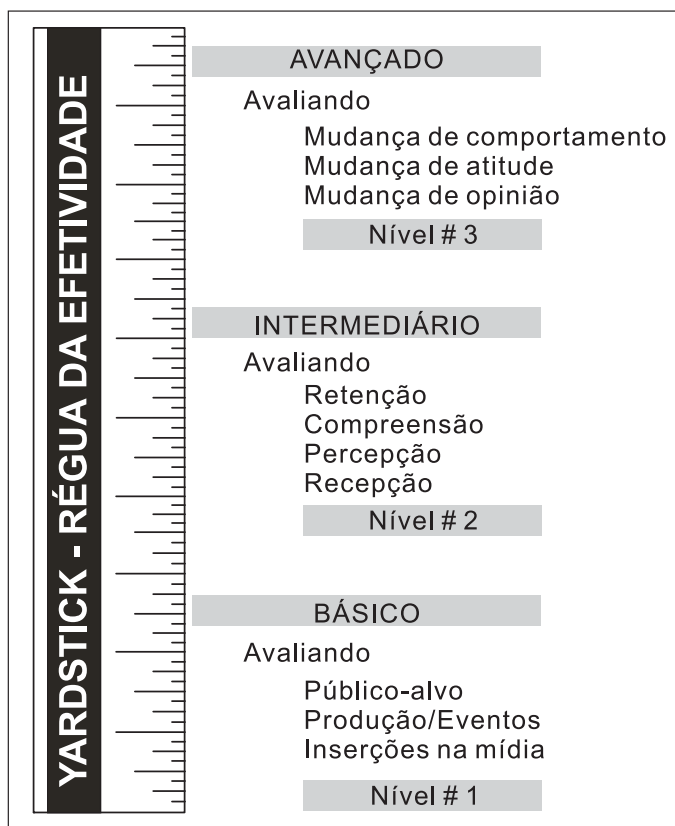 YARDSTICK - RÉGUA DA EFETIVIDADE
AVANÇADO
Avaliando
Mudança de comportamento
Mudança de atitude
Mudança de opinião
Nível # 3
INTERMEDIÁRIO
Avaliando
Retenção
Compreensão
Percepção
Recepção
Nível # 2
BÁSICO
Avaliando
Público-alvo
Produção/Eventos
Inserções na mídia
Nível # 1